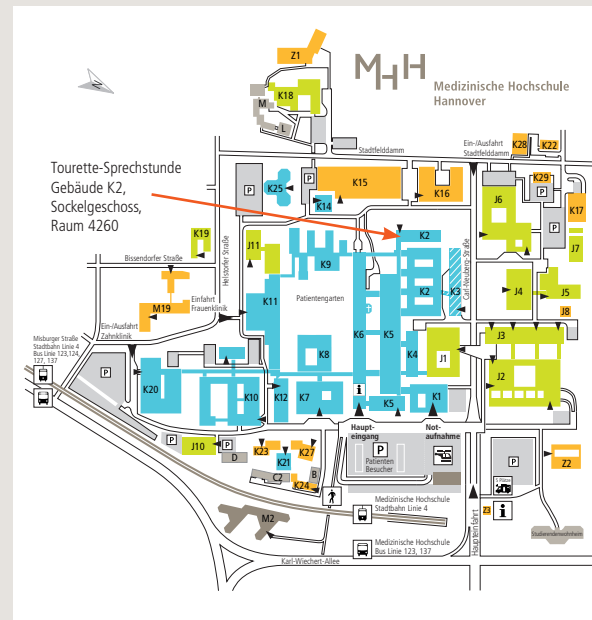 Z1
MHH
Medizinische Hochschule
Hannover
K18
M
L
Stadtfelddamm
Ein-/Ausfahrt
Stadtfelddamm
K28
K22
Tourette-Sprechstunde
Gebäude K2,
Sockelgeschoss,
Raum 4260
P
K25
P
K15
K14
K16
K29
P
K17
J6
P
J7
K19
Bissendorfer Straße
Helstorfer Straße
J11
K9
K2
K2
K3
Carl-Neuberg-Straße
J4
J5
J8
M19
Einfahrt
Frauenklinik
K11
Patientengarten
K6
K5
Ein-/Ausfahrt
Zahnklinik
Misburger Straße
Stadtbahn Linie 4
Bus Linie 123,124,
127, 137
P
K20
K8
K4
J1
J3
J2
K10
K12
K7
i
K5
K1
J10
P
P
D
K23
K21
K27
C2
B
K24
Haupt-
eingang
Not-
aufnahme
P
Patienten
Besucher
P
Z2
5 Plätze
Z3
i
M2
Medizinische Hochschule
Stadtbahn Linie 4
Medizinische Hochschule
Bus Linie 123, 137
Haupteinfahrt
Studierendenwohnheim
Karl-Wiechert-Allee